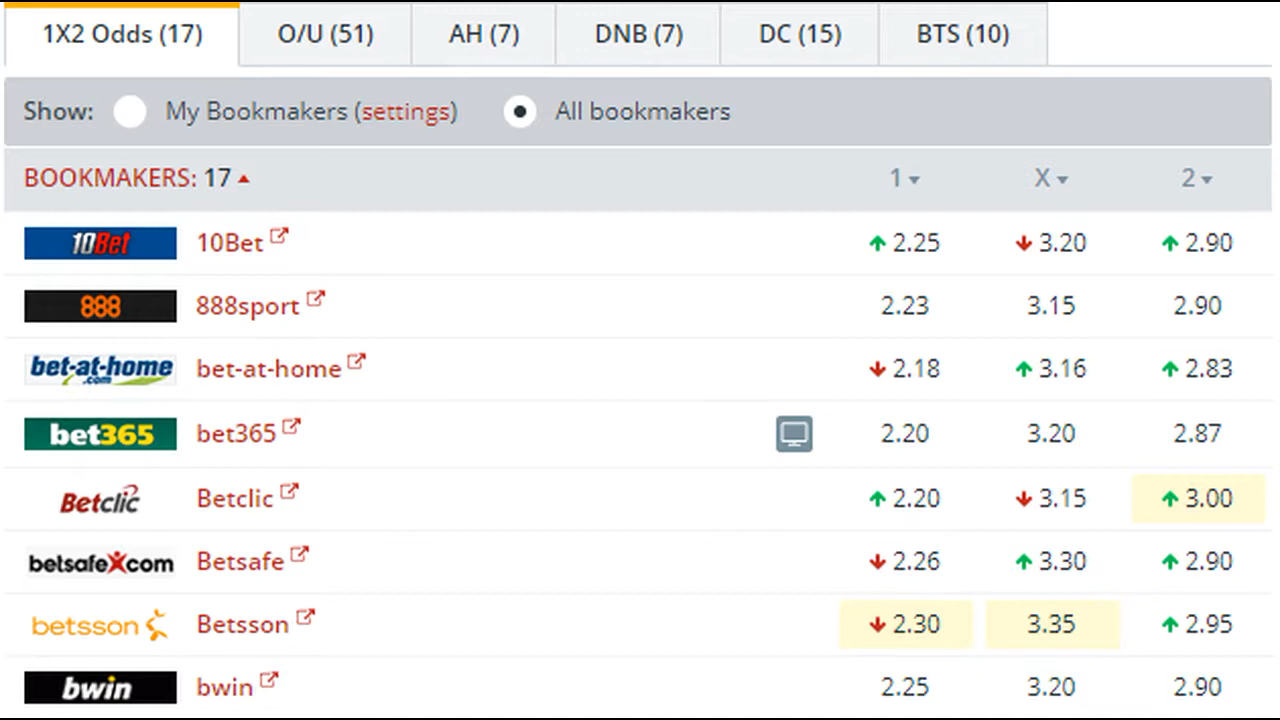 1X2 Odds (17) O/U (51) AH (7) DNB (7) DC (15) BTS (10)
Show: My Bookmakers (settings) All bookmakers
BOOKMAKERS: 17 1 X 2
10Bet 10Bet 2.25 3.20 2.90
888 888sport 2.23 3.15 2.90
bet-at-home .com bet-at-home 2.18 3.16 2.83
bet365 bet365 2.20 3.20 2.87
Betclic Betclic 2.20 3.15 3.00
betsafe.com Betsafe 2.26 3.30 2.90
betsson Betsson 2.30 3.35 2.95
bwin bwin 2.25 3.20 2.90